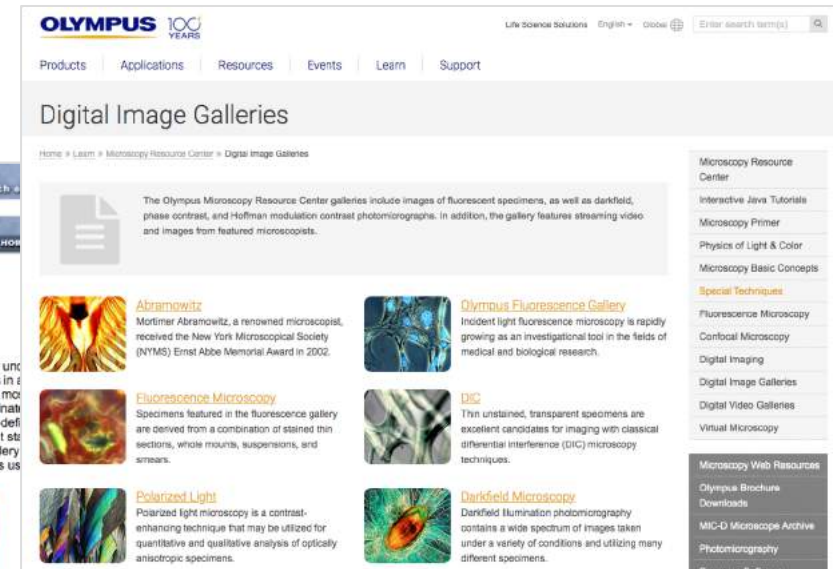 OLYMPUS 100 YEARS
Life Science Solutions English Global Enter search term(s)
Products Applications Resources Events Learn Support
Digital Image Galleries
Home » Learn » Microscopy Resource Center » Digital Image Galleries
The Olympus Microscopy Resource Center galleries include images of fluorescent specimens, as well as darkfield,
phase contrast, and Hoffman modulation contrast photomicrographs. In addition, the gallery features streaming video
and images from featured microscopists.
Abramowitz
Mortimer Abramowitz, a renowned microscopist,
received the New York Microscopical Society
(NYMS) Ernst Abbe Memorial Award in 2002.
Olympus Fluorescence Gallery
Incident light fluorescence microscopy is rapidly
growing as an investigational tool in the fields of
medical and biological research.
Fluorescence Microscopy
Specimens featured in the fluorescence gallery
are derived from a combination of stained thin
sections, whole mounts, suspensions, and
smears.
DIC
Thin unstained, transparent specimens are
excellent candidates for imaging with classical
differential interference (DIC) microscopy
techniques.
Polarized Light
Polarized light microscopy is a contrast-
enhancing technique that may be utilized for
quantitative and qualitative analysis of optically
anisotropic specimens.
Darkfield Microscopy
Darkfield illumination photomicrography
contains a wide spectrum of images taken
under a variety of conditions and utilizing many
different specimens.
Microscopy Resource
Center
Interactive Java Tutorials
Microscopy Primer
Physics of Light & Color
Microscopy Basic Concepts
Special Techniques
Fluorescence Microscopy
Confocal Microscopy
Digital Imaging
Digital Image Galleries
Digital Video Galleries
Virtual Microscopy
Microscopy Web Resources
Olympus Brochure
Downloads
MIC-D Microscope Archive
Photomicrography